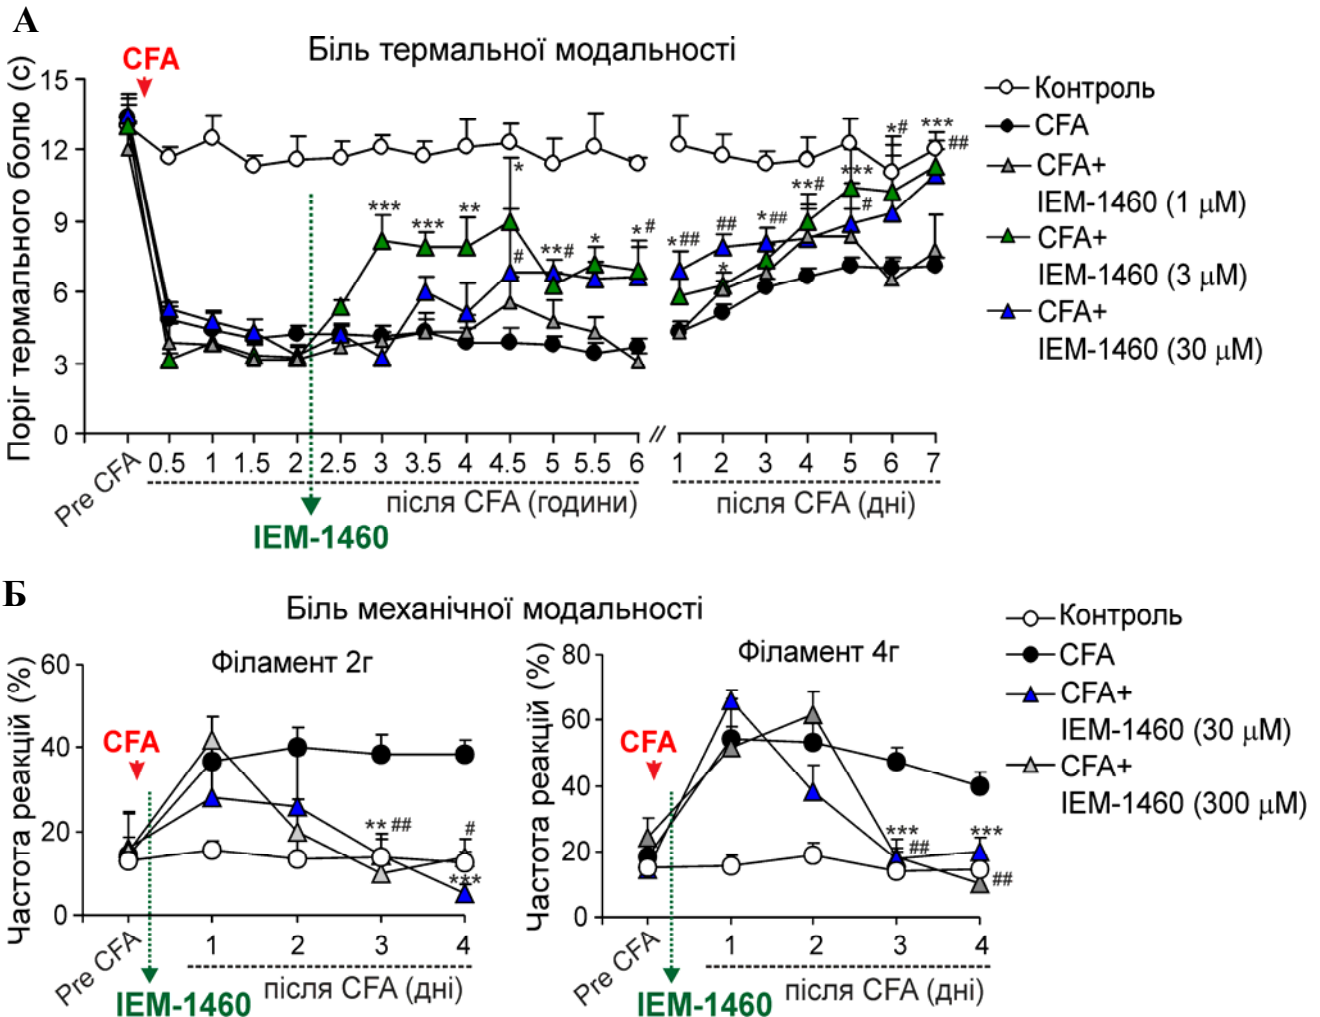 А
Біль термальної модальності
CFA
Поріг термального болю (с)
15
12
9
6
3
0
Контроль
CFA
CFA+
IEM-1460 (1 μM)
CFA+
IEM-1460 (3 μM)
CFA+
IEM-1460 (30 μM)
*** *** ** * # **# * *# *## ## * *## **# *** # *# *** ##
Pre CFA 0.5 1 1.5 2 2.5 3 3.5 4 4.5 5 5.5 6 // 1 2 3 4 5 6 7
після CFA (години)
після CFA (дні)
IEM-1460
Б
Біль механічної модальності
Філамент 2г
Частота реакцій (%)
60
40
20
0
CFA
** ## # ***
Pre CFA 1 2 3 4
IEM-1460
після CFA (дні)
Філамент 4г
Частота реакцій (%)
80
60
40
20
0
CFA
*** ## *** ##
Pre CFA 1 2 3 4
IEM-1460
після CFA (дні)
Контроль
CFA
CFA+
IEM-1460 (30 μM)
CFA+
IEM-1460 (300 μM)